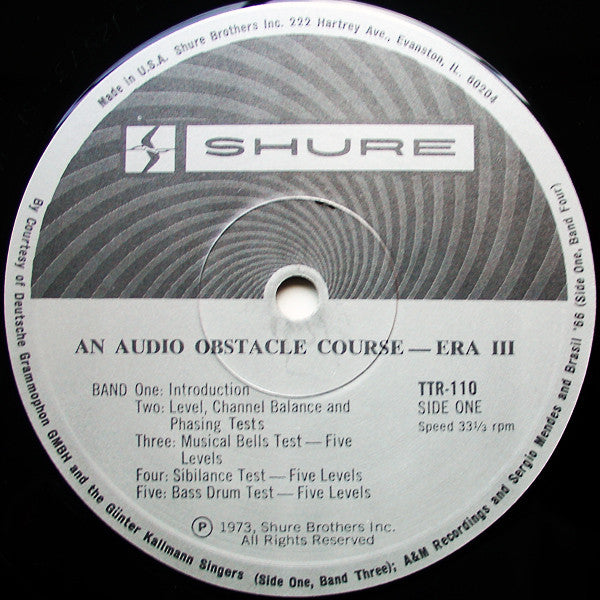 Made in U.S.A. Shure Brothers Inc. 222 Hartrey Ave., Evanston, IL. 60204
SHURE
AN AUDIO OBSTACLE COURSE — ERA III
BAND One: Introduction
Two: Level, Channel Balance and
Phasing Tests
Three: Musical Bells Test — Five
Levels
Four: Sibilance Test — Five Levels
Five: Bass Drum Test — Five Levels
TTR-110
SIDE ONE
Speed 33⅓ rpm
Ⓟ 1973, Shure Brothers Inc.
All Rights Reserved
By Courtesy of Deutsche Grammophon GMBH and the Günter Kallmann Singers (Side One, Band Three); A&M Recordings and Sergio Mendes and Brasil '66 (Side One, Band Four)